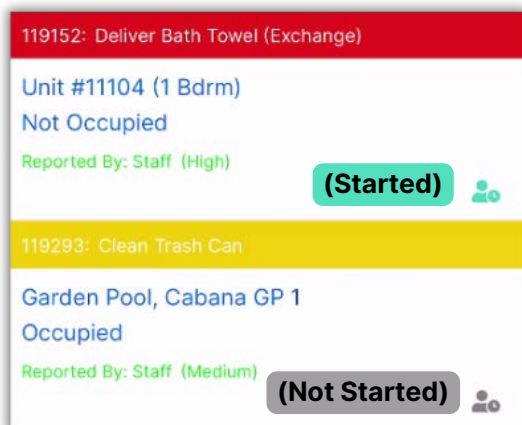 119152: Deliver Bath Towel (Exchange)
Unit #11104 (1 Bdrm)
Not Occupied
Reported By: Staff (High)
(Started)
119293: Clean Trash Can
Garden Pool, Cabana GP 1
Occupied
Reported By: Staff (Medium)
(Not Started)